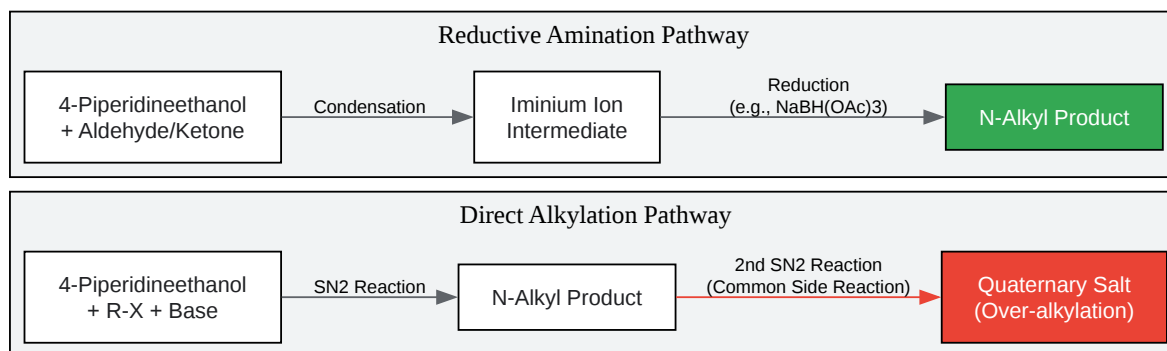 Reductive Amination Pathway
4-Piperidineethanol
+ Aldehyde/Ketone
Condensation
Iminium Ion
Intermediate
Reduction
(e.g., NaBH(OAc)3)
N-Alkyl Product
Direct Alkylation Pathway
4-Piperidineethanol
+ R-X + Base
SN2 Reaction
N-Alkyl Product
2nd SN2 Reaction
(Common Side Reaction)
Quaternary Salt
(Over-alkylation)